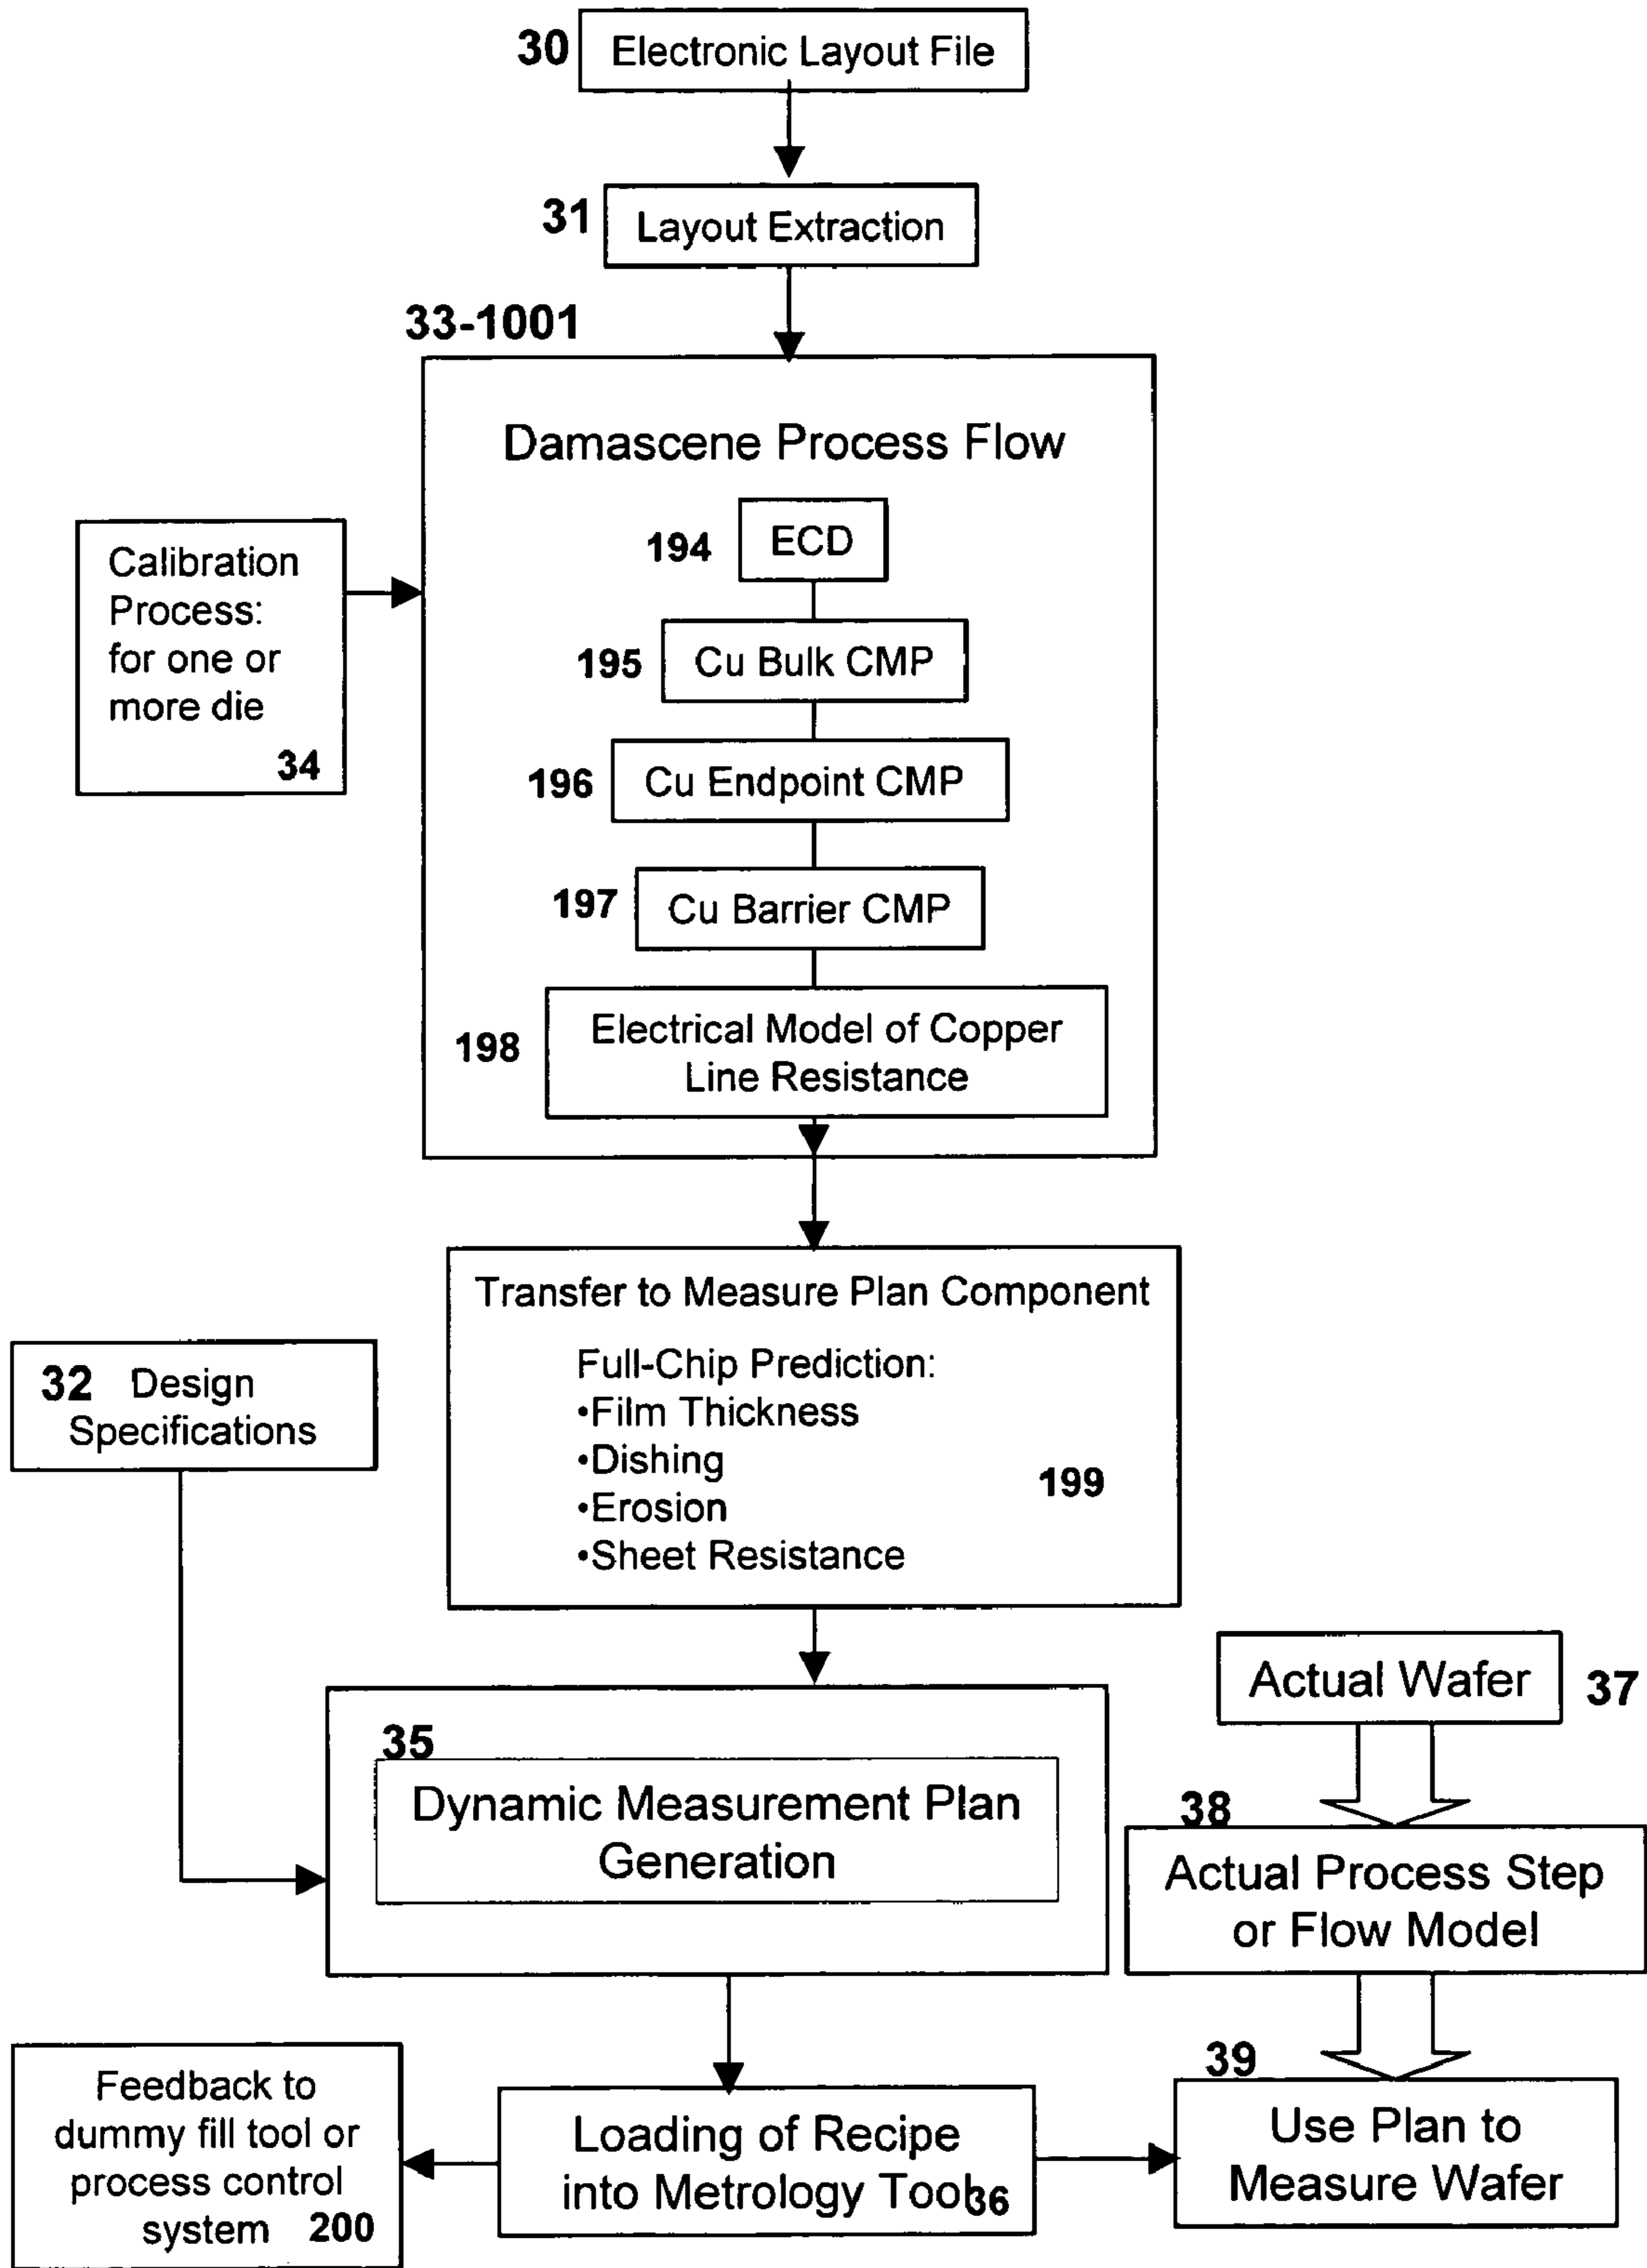 30 Electronic Layout File
31 Layout Extraction
33-1001
Damascene Process Flow
194 ECD
195 Cu Bulk CMP
196 Cu Endpoint CMP
197 Cu Barrier CMP
198 Electrical Model of Copper
Line Resistance
Calibration
Process:
for one or
more die
34
Transfer to Measure Plan Component
Full-Chip Prediction:
•Film Thickness
•Dishing
•Erosion
•Sheet Resistance
199
32 Design
Specifications
35
Dynamic Measurement Plan
Generation
Actual Wafer 37
38
Actual Process Step
or Flow Model
39
Use Plan to
Measure Wafer
Loading of Recipe
into Metrology Tool 36
Feedback to
dummy fill tool or
process control
system 200